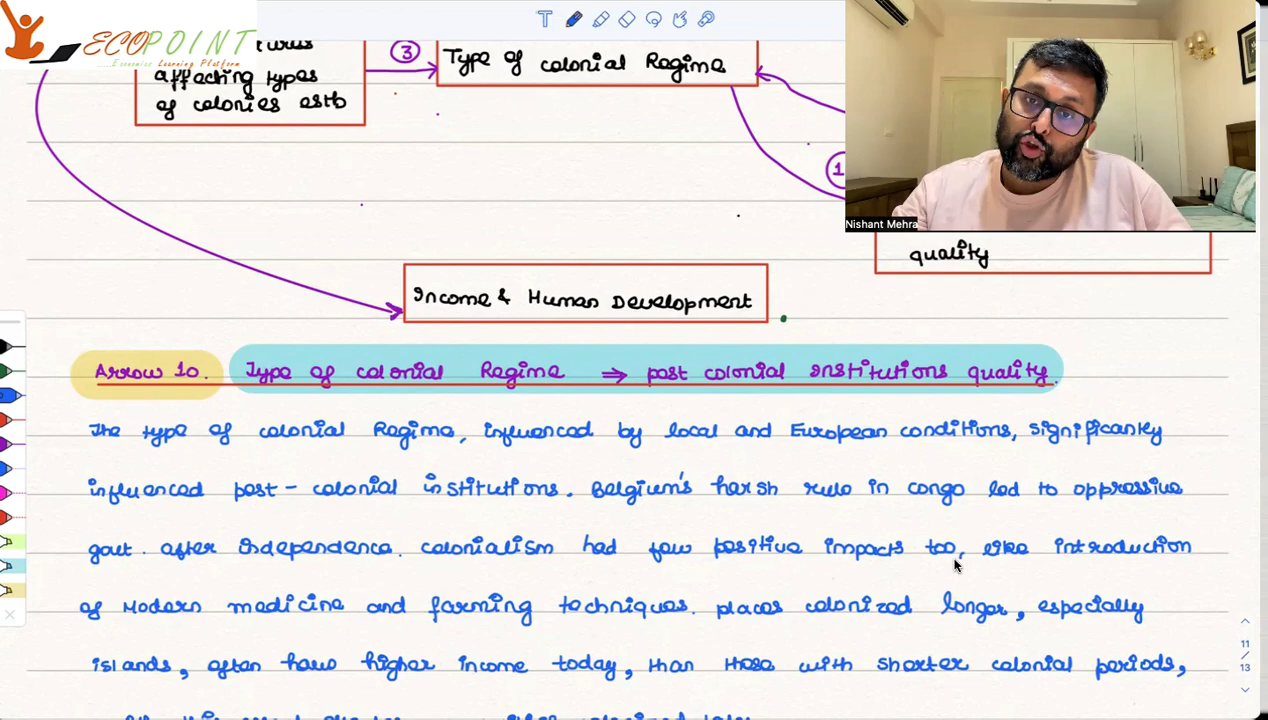 ECOPOINT
....Economics Learning Platform
affecting types
of colonies estb
3
Type of colonial Regime
1
Nishant Mehra
quality
Income & Human Development
Arrow 10. Type of colonial Regime ⇒ post colonial institutions quality.
The type of colonial Regime, influenced by local and European conditions, significantly
influenced post - colonial institutions. Belgium's harsh rule in congo led to oppressive
govt. after independence. colonialism had few positive impacts too, like introduction
of Modern medicine and farming techniques. places colonized longer, especially
islands, often have higher income today, than those with shorter colonial periods,
11
/
13